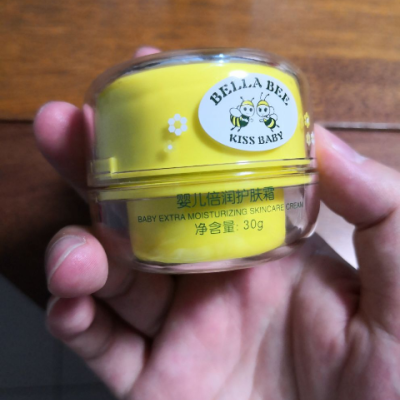 BELLA BEE
KISS BABY
婴儿倍润护肤霜
BABY EXTRA MOISTURIZING SKINCARE CREAM
净含量: 30g